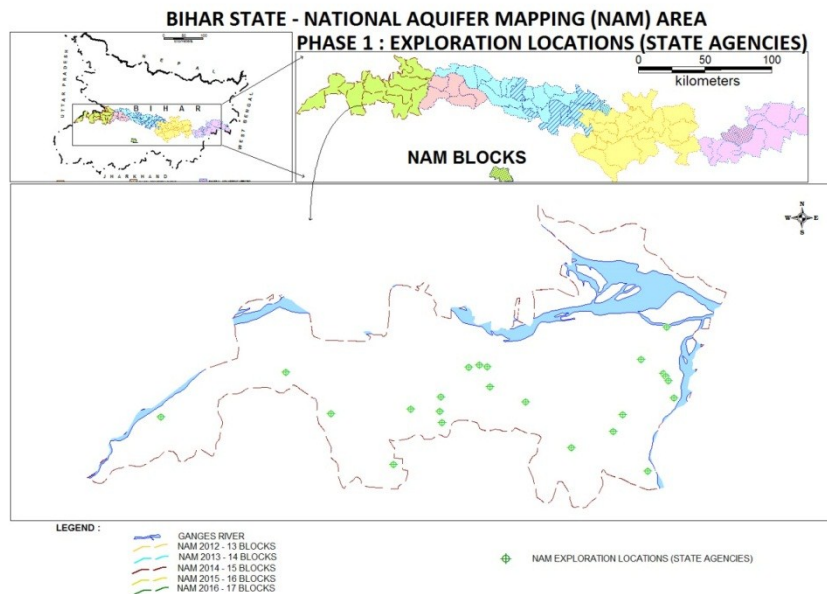 BIHAR STATE - NATIONAL AQUIFER MAPPING (NAM) AREA
PHASE 1 : EXPLORATION LOCATIONS (STATE AGENCIES)
kilometers
NEPAL
UTTAR PRADESH
BIHAR
WEST BENGAL
JHARKHAND
0 50 100
kilometers
NAM BLOCKS
N
W E
S
LEGEND :
GANGES RIVER
NAM 2012 - 13 BLOCKS
NAM 2013 - 14 BLOCKS
NAM 2014 - 15 BLOCKS
NAM 2015 - 16 BLOCKS
NAM 2016 - 17 BLOCKS
NAM EXPLORATION LOCATIONS (STATE AGENCIES)